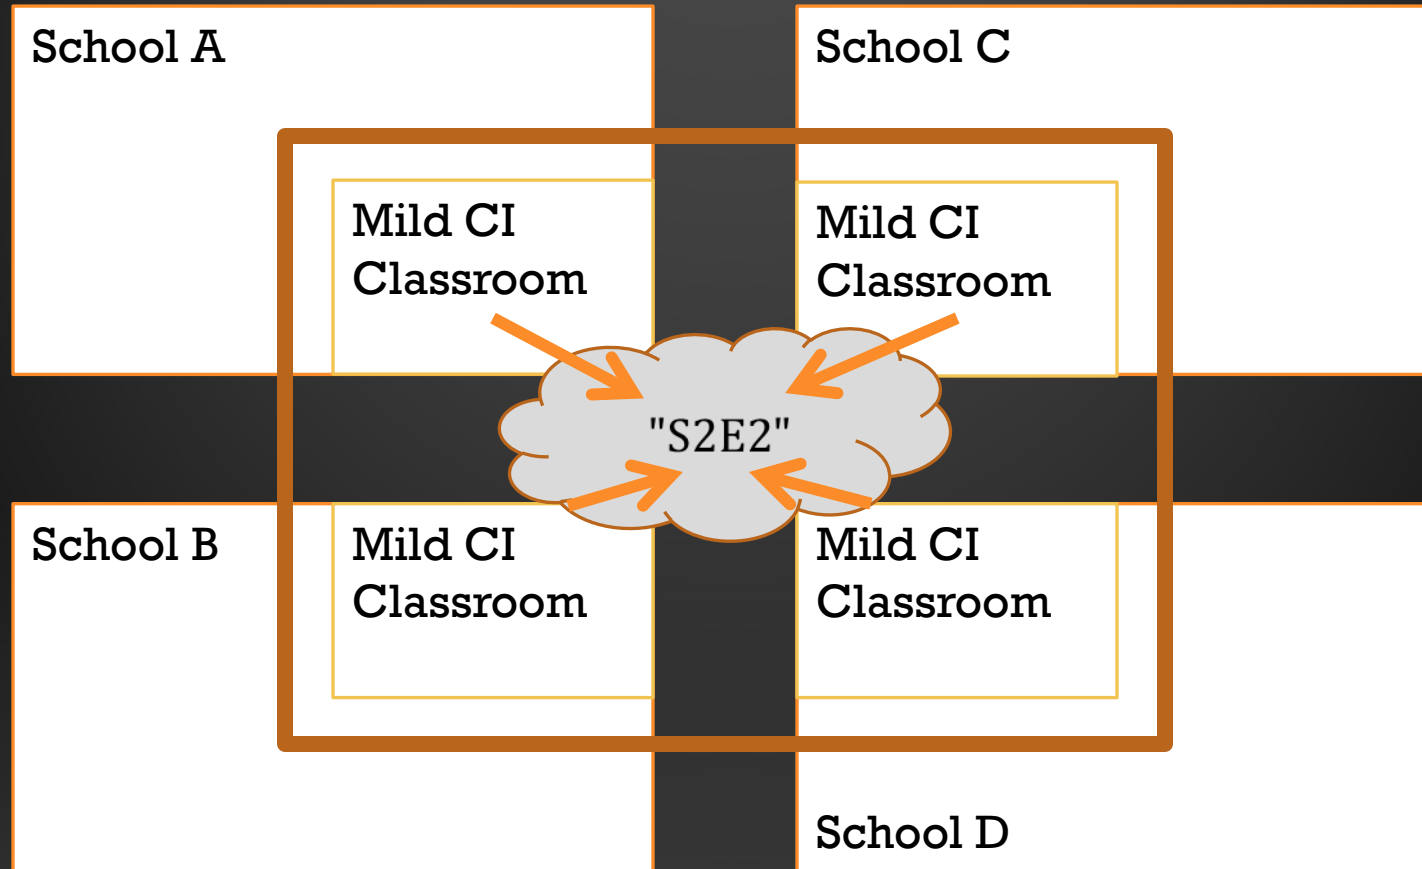 School A
School C
Mild CI
Classroom
Mild CI
Classroom
"S2E2"
School B
Mild CI
Classroom
Mild CI
Classroom
School D